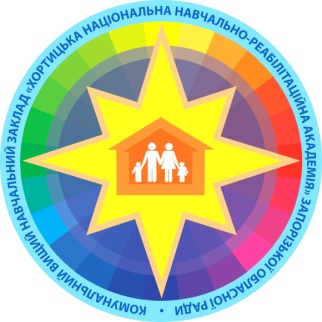 КОМУНАЛЬНИЙ ВИЩИЙ НАВЧАЛЬНИЙ ЗАКЛАД «ХОРТИЦЬКА НАЦІОНАЛЬНА НАВЧАЛЬНО-РЕАБІЛІТАЦІЙНА АКАДЕМІЯ» ЗАПОРІЗЬКОЇ ОБЛАСНОЇ РАДИ •